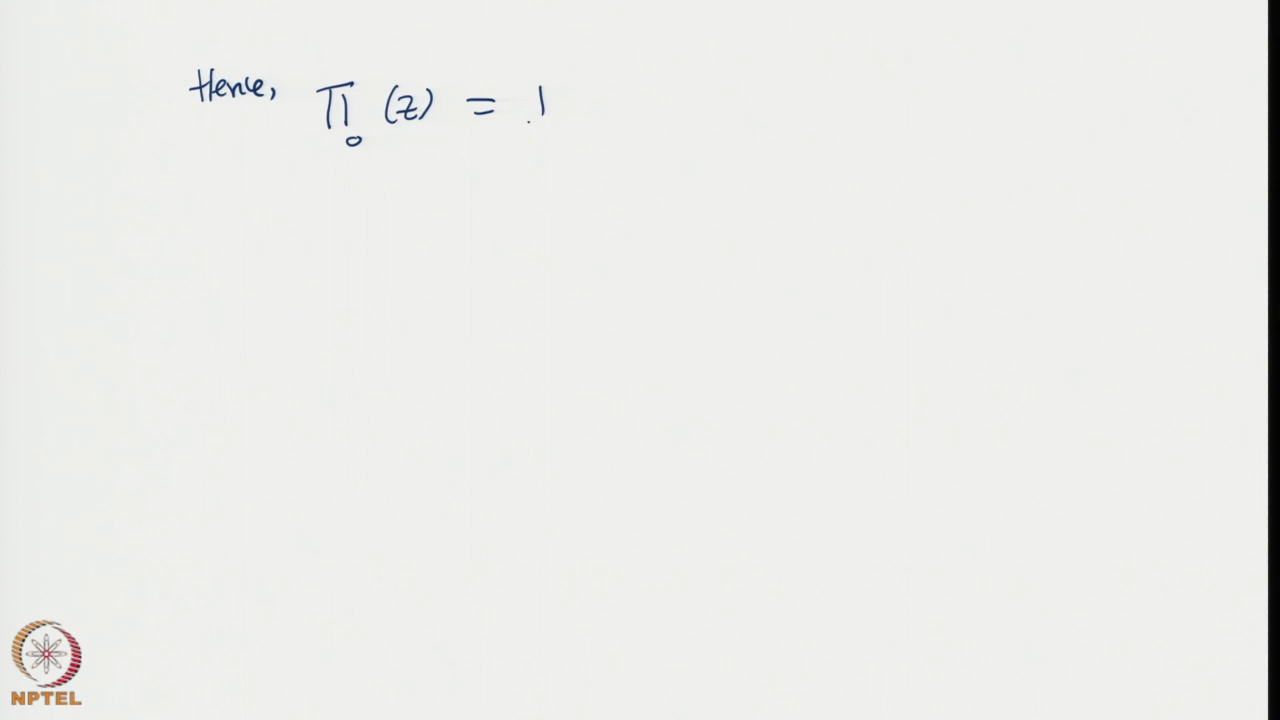 Hence, Π₀ (z) = 1
NPTEL